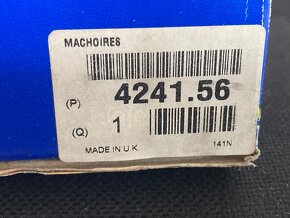 MACHOIRES
(P) 4241.56
(Q) 1
MADE IN U.K 141N